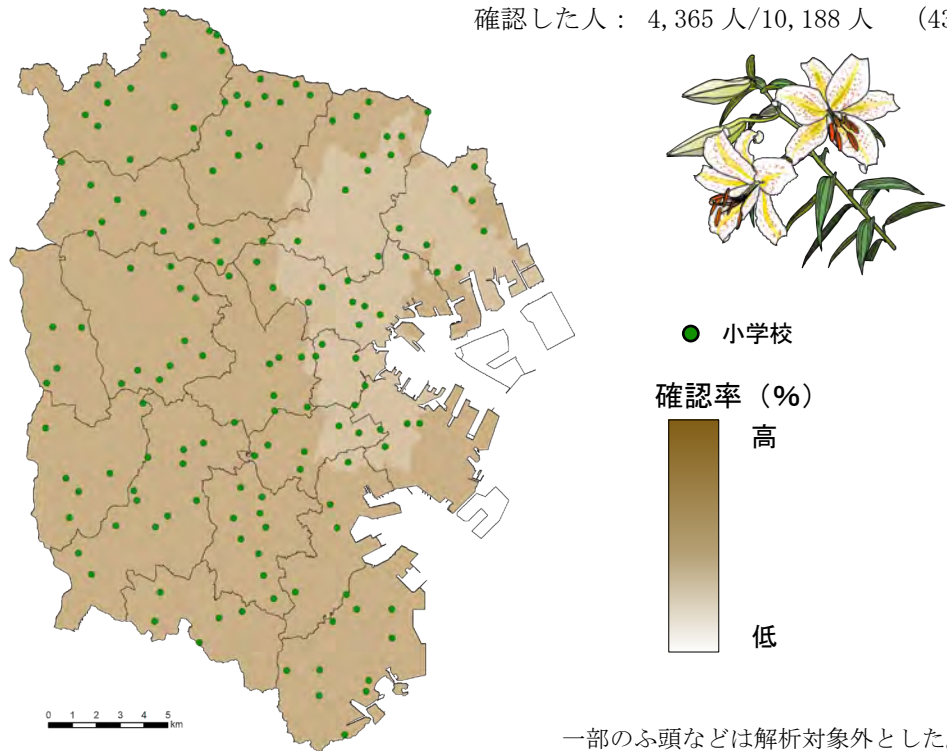 確認した人： 4,365 人/10,188 人 （43
小学校
確認率（%）
高
低
0 1 2 3 4 5
km
一部のふ頭などは解析対象外とした